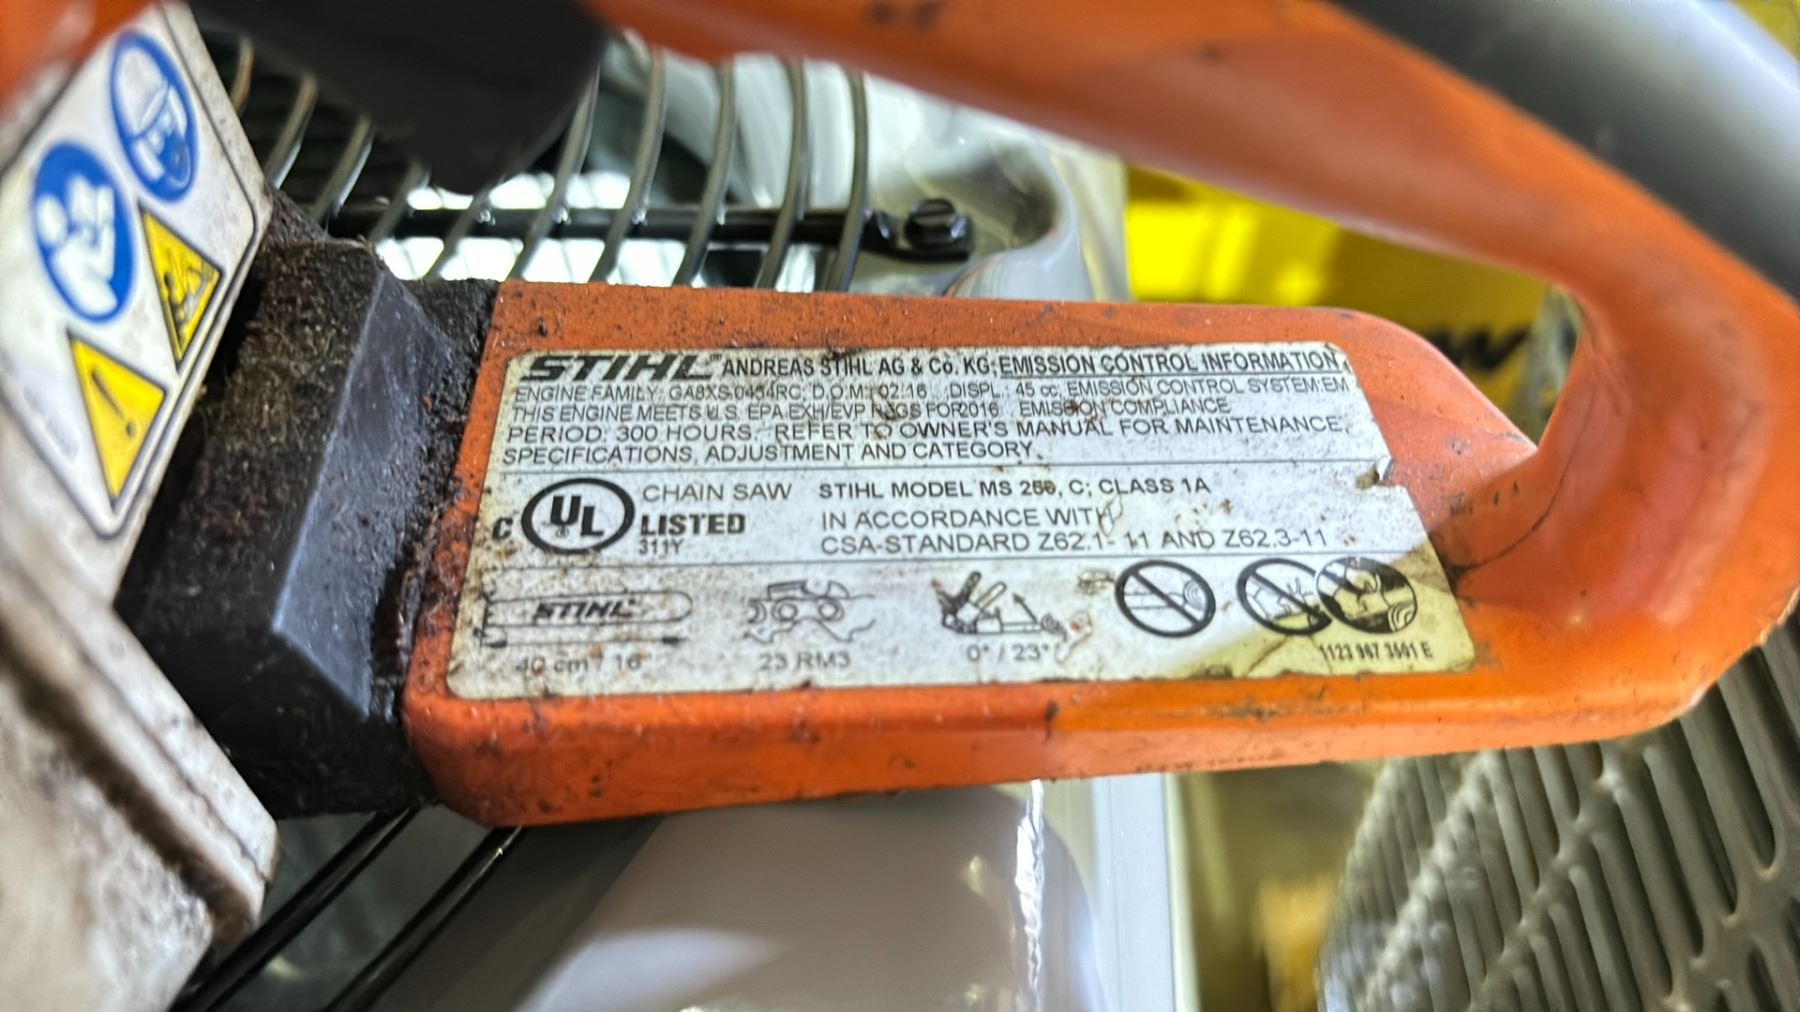 STIHL® ANDREAS STIHL AG & Co. KG; EMISSION CONTROL INFORMATION
ENGINE FAMILY: GA8XS.0454RC, D.O.M.: 02.16 DISPL.: 45 cc, EMISSION CONTROL SYSTEM:EM
THIS ENGINE MEETS U.S. EPA EXH/EVP REGS FOR 2016 EMISSION COMPLIANCE
PERIOD: 300 HOURS. REFER TO OWNER'S MANUAL FOR MAINTENANCE,
SPECIFICATIONS, ADJUSTMENT AND CATEGORY.
C UL CHAIN SAW
LISTED
311Y
STIHL MODEL MS 250, C; CLASS 1A
IN ACCORDANCE WITH
CSA-STANDARD Z62.1-11 AND Z62.3-11
STIHL
40 cm / 16"
23 RM3
0° / 23°
1123 967 3501 E